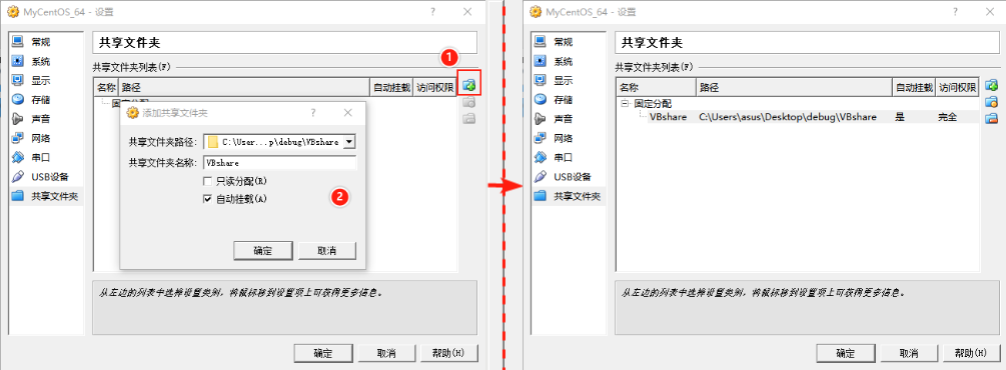 MyCentOS_64 - 设置
?
常规
系统
显示
存储
声音
网络
串口
USB设备
共享文件夹
共享文件夹
共享文件夹列表(F)
1
名称 路径 自动挂载 访问权限
固定分配
添加共享文件夹
?
共享文件夹路径: C:\User...p\debug\VBshare
共享文件夹名称: VBshare
只读分配(R)
自动挂载(A)
2
确定 取消
从左边的列表中选择设置类别，将鼠标移到设置项上可获得更多信息。
确定 取消 帮助(H)
MyCentOS_64 - 设置
?
常规
系统
显示
存储
声音
网络
串口
USB设备
共享文件夹
共享文件夹
共享文件夹列表(F)
名称 路径 自动挂载 访问权限
固定分配
VBshare C:\Users\asus\Desktop\debug\VBshare 是 完全
从左边的列表中选择设置类别，将鼠标移到设置项上可获得更多信息。
确定 取消 帮助(H)